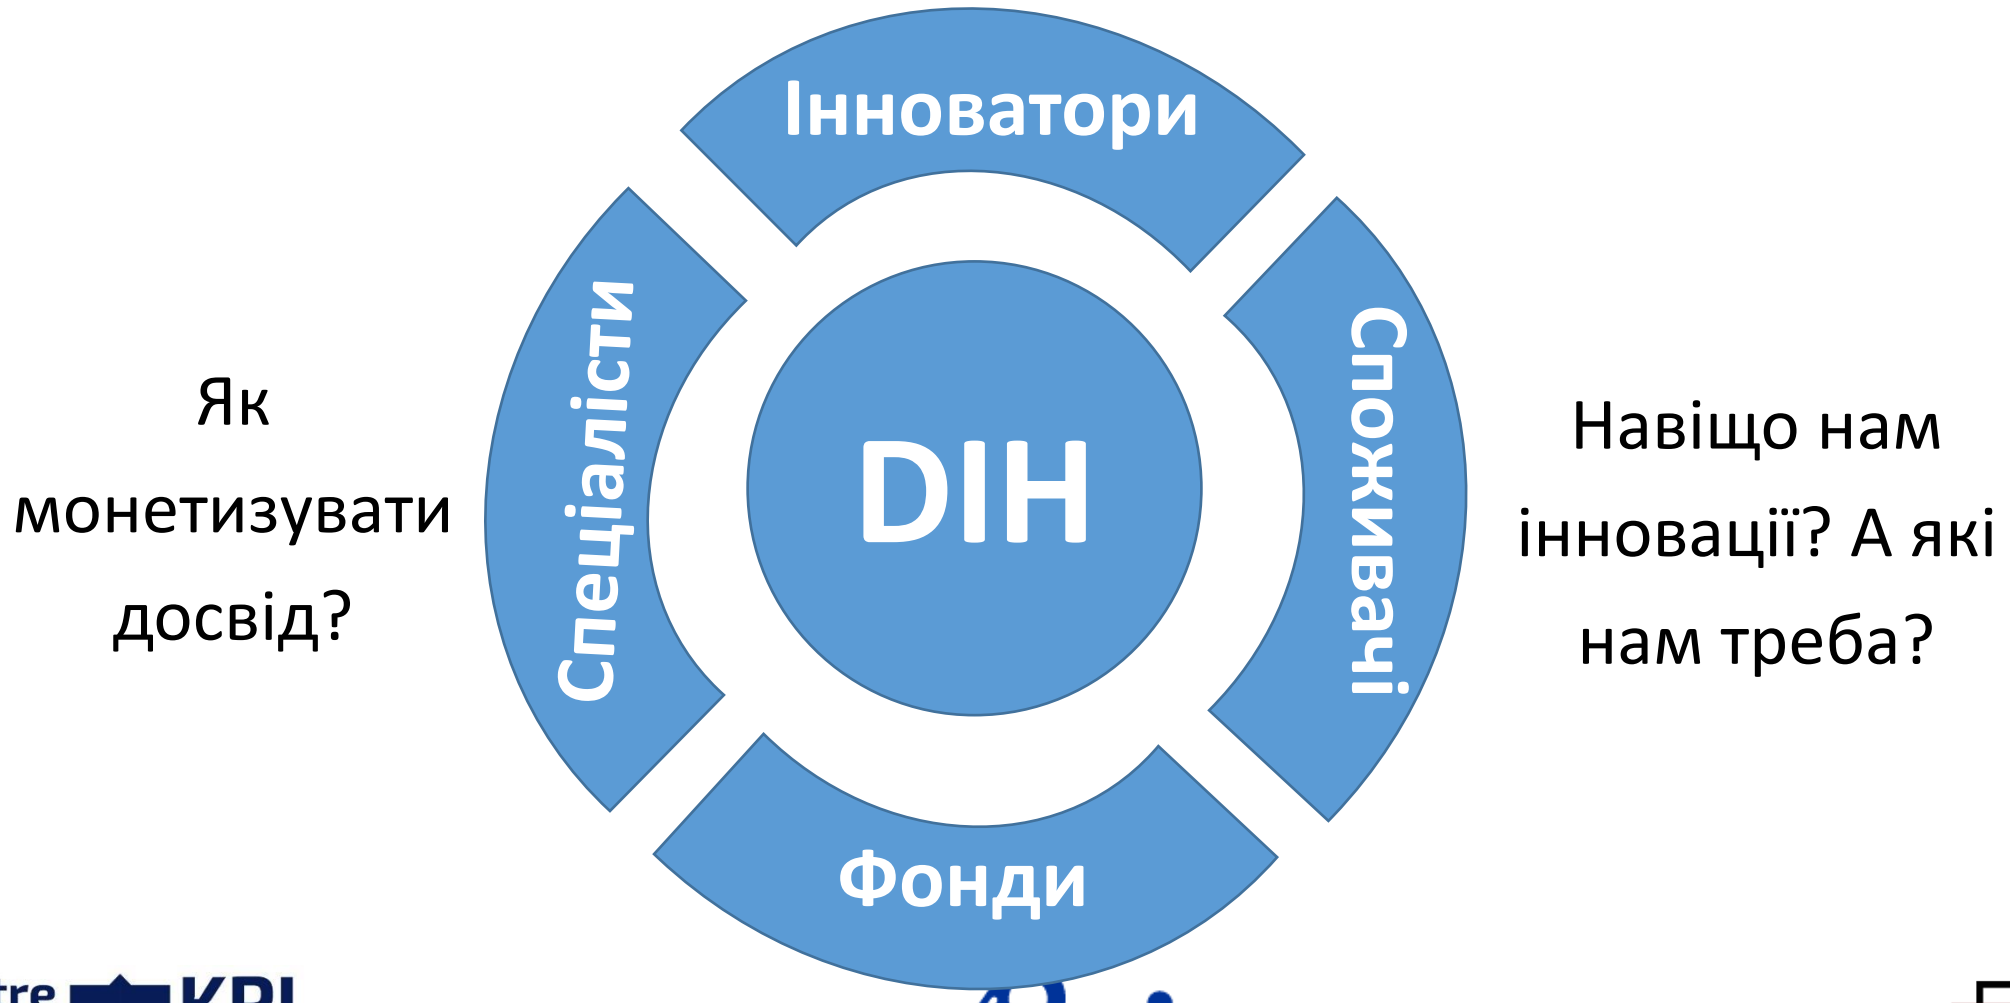 Інноватори
Спеціалісти
DIH
Споживачі
Фонди
Як
монетизувати
досвід?
Навіщо нам
інновації? А які
нам треба?